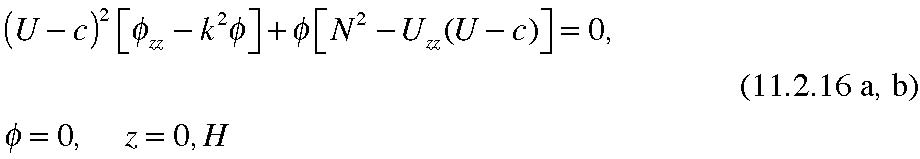 (U − c)² [ϕ_zz − k²ϕ] + ϕ[N² − U_zz(U − c)] = 0,
(11.2.16 a, b)
ϕ = 0, z = 0, H